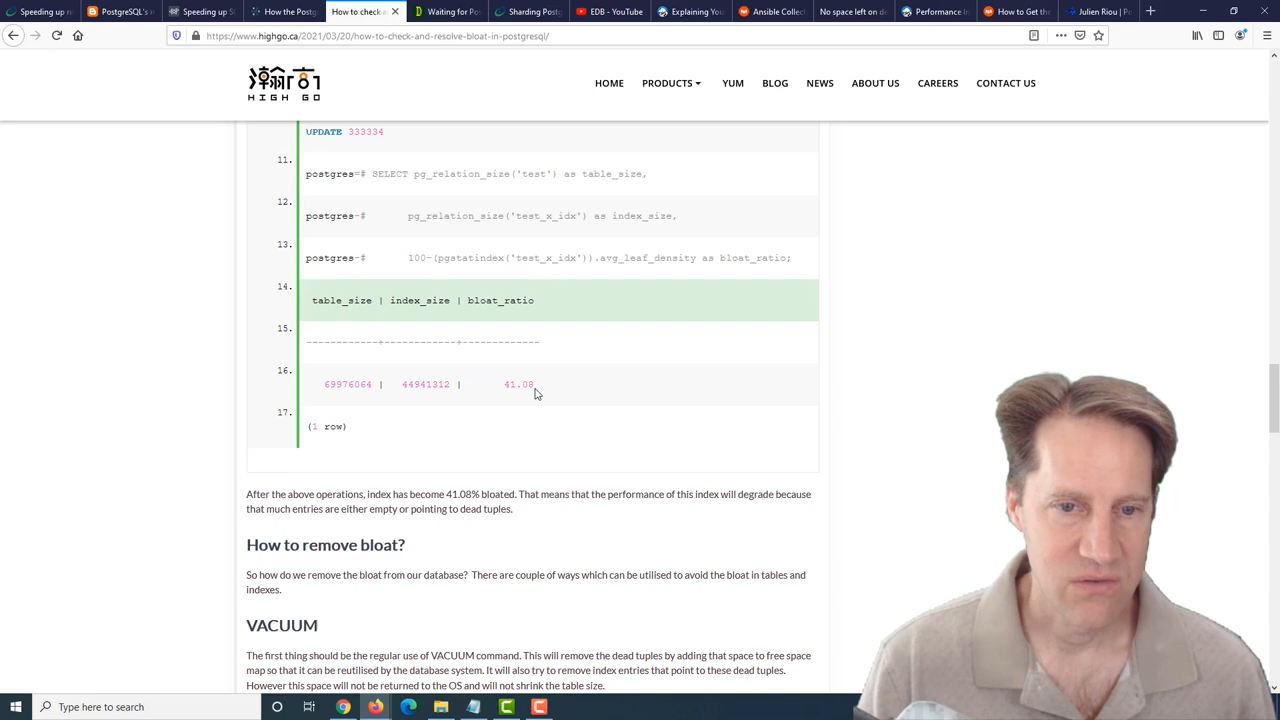 Speeding up re
PostgreSQL's r
Speeding up S
How the Postg
How to check a
Waiting for Po
Sharding Postg
EDB - YouTube
Explaining You
Ansible Collect
No space left on de
Performance Im
How to Get the
Julien Riou | Po
https://www.highgo.ca/2021/03/20/how-to-check-and-resolve-bloat-in-postgresql/
瀚高
HIGH GO
HOME PRODUCTS YUM BLOG NEWS ABOUT US CAREERS CONTACT US
UPDATE 333334
11.
postgres=# SELECT pg_relation_size('test') as table_size,
12.
postgres-# pg_relation_size('test_x_idx') as index_size,
13.
postgres-# 100-(pgstatindex('test_x_idx')).avg_leaf_density as bloat_ratio;
14.
table_size | index_size | bloat_ratio
15.
------------+------------+-------------
16.
69976064 | 44941312 | 41.08
17.
(1 row)
After the above operations, index has become 41.08% bloated. That means that the performance of this index will degrade because
that much entries are either empty or pointing to dead tuples.
How to remove bloat?
So how do we remove the bloat from our database? There are couple of ways which can be utilised to avoid the bloat in tables and
indexes.
VACUUM
The first thing should be the regular use of VACUUM command. This will remove the dead tuples by adding that space to free space
map so that it can be reutilised by the database system. It will also try to remove index entries that point to these dead tuples.
However this space will not be returned to the OS and will not shrink the table size.
Type here to search